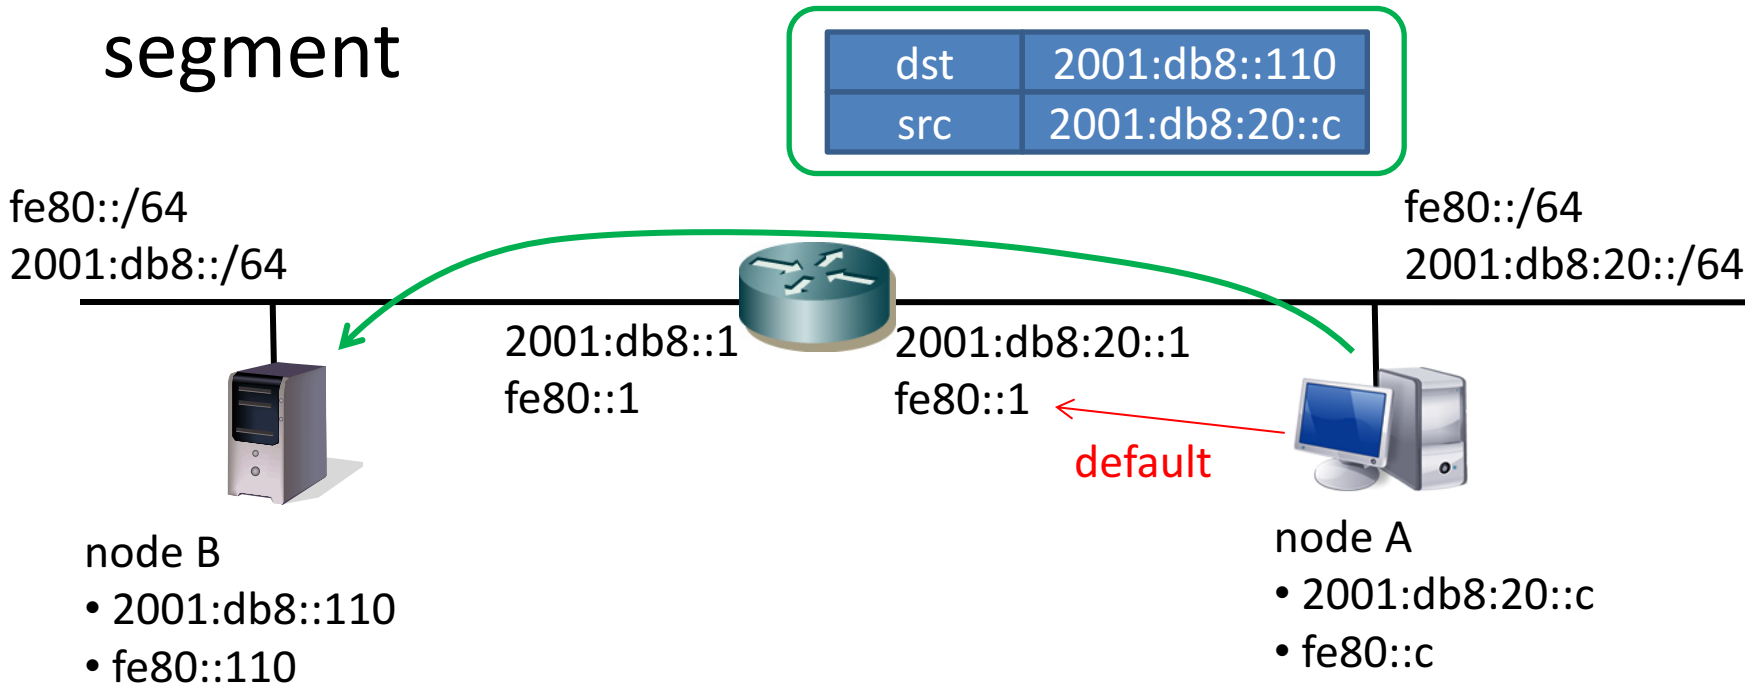 segment
dst 2001:db8::110
src 2001:db8:20::c
fe80::/64
2001:db8::/64
fe80::/64
2001:db8:20::/64
2001:db8::1
fe80::1
2001:db8:20::1
fe80::1
default
node B
• 2001:db8::110
• fe80::110
node A
• 2001:db8:20::c
• fe80::c